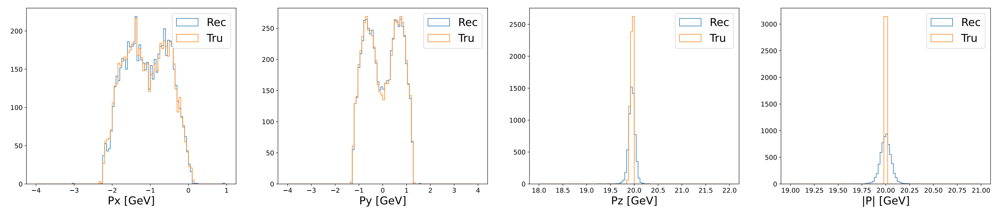 Rec
Tru
200
150
100
50
0
−4 −3 −2 −1 0 1
Px [GeV]
Rec
Tru
250
200
150
100
50
0
−4 −3 −2 −1 0 1 2 3 4
Py [GeV]
Rec
Tru
2500
2000
1500
1000
500
0
18.0 18.5 19.0 19.5 20.0 20.5 21.0 21.5 22.0
Pz [GeV]
Rec
Tru
3000
2500
2000
1500
1000
500
0
19.00 19.25 19.50 19.75 20.00 20.25 20.50 20.75 21.00
|P| [GeV]